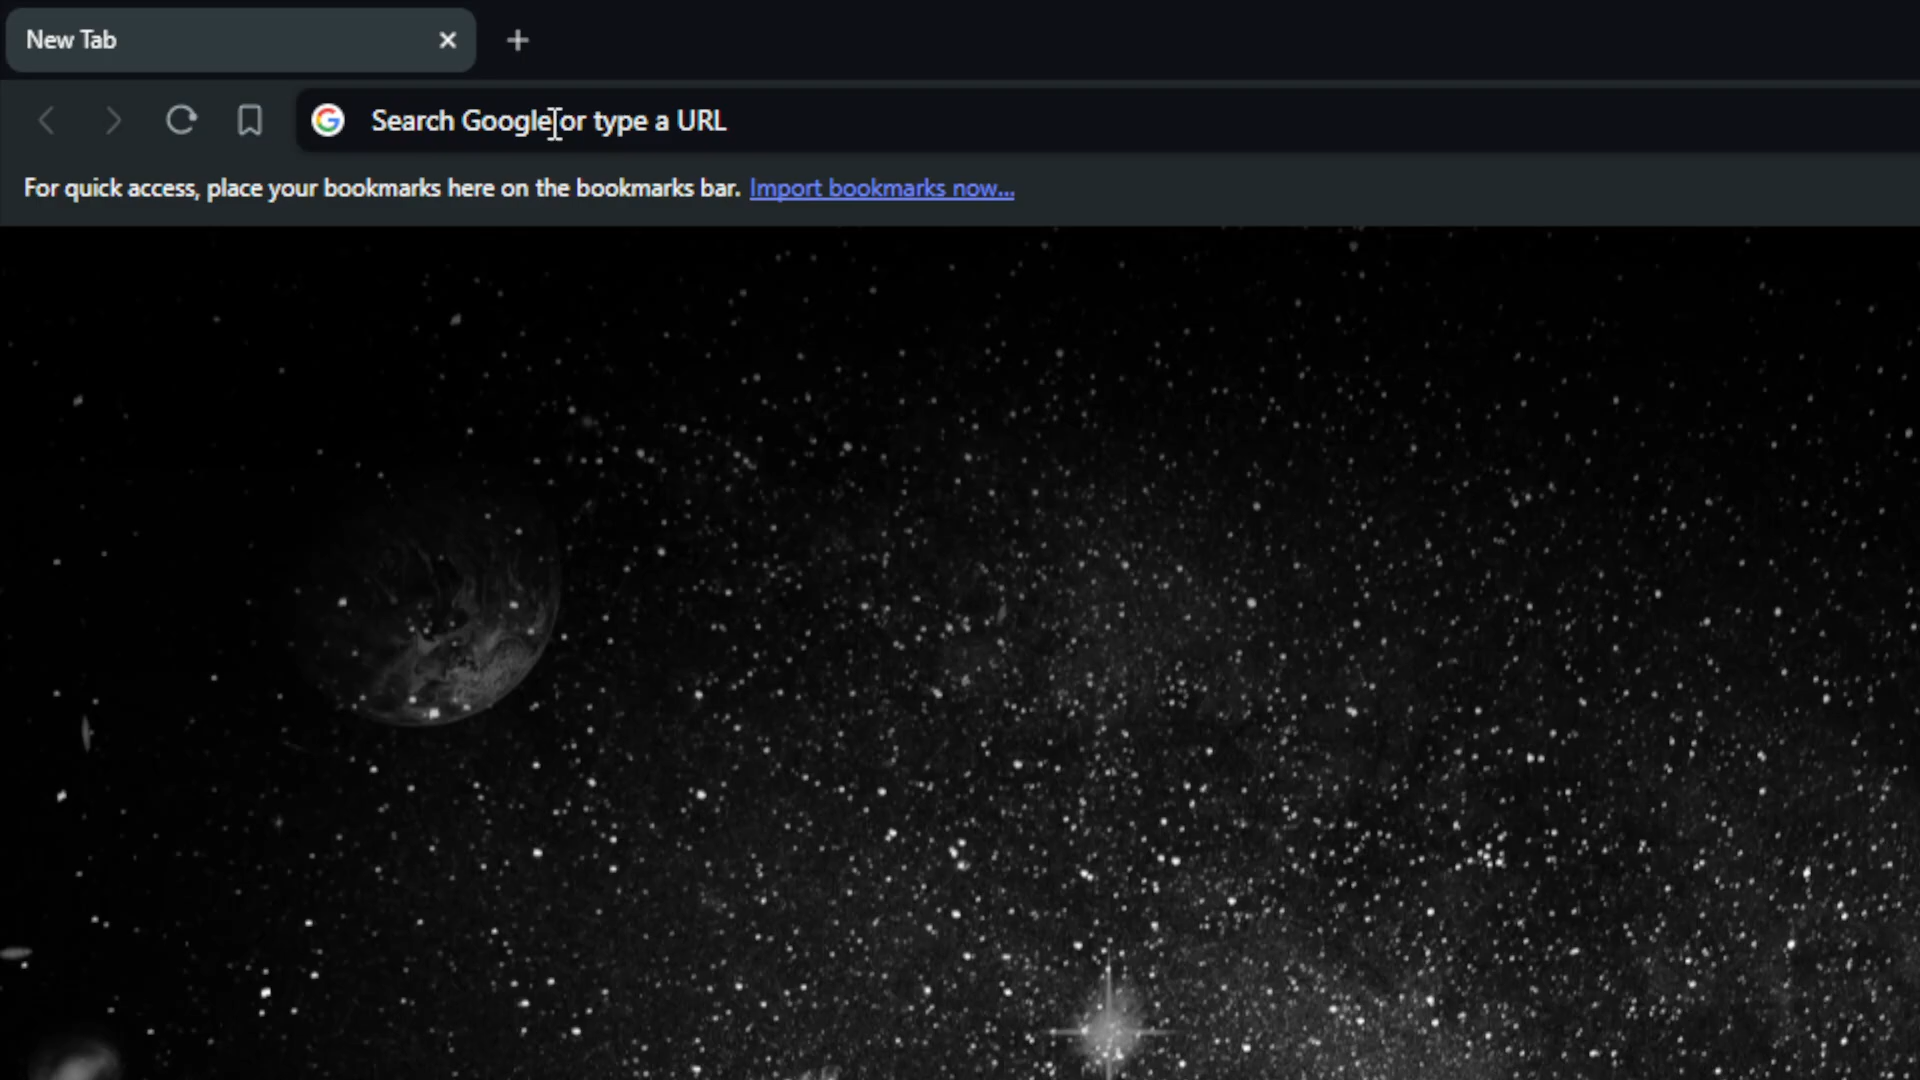 New Tab
Search Google or type a URL
For quick access, place your bookmarks here on the bookmarks bar. Import bookmarks now...